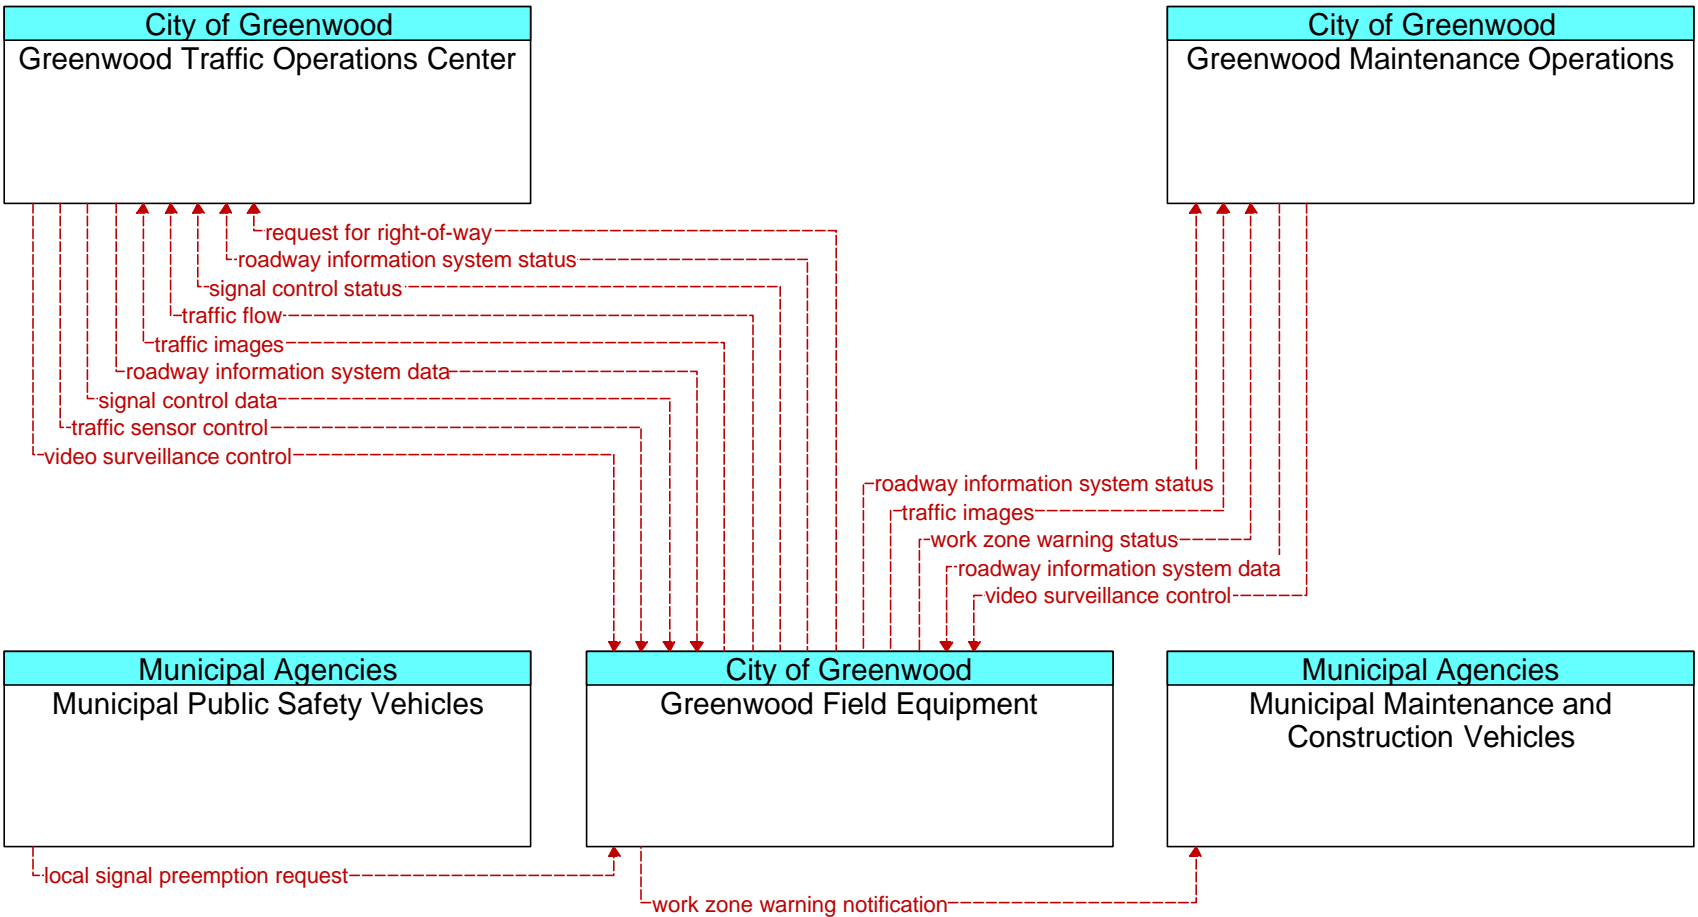 City of Greenwood
Greenwood Traffic Operations Center
City of Greenwood
Greenwood Maintenance Operations
request for right-of-way
roadway information system status
signal control status
traffic flow
traffic images
roadway information system data
signal control data
traffic sensor control
video surveillance control
roadway information system status
traffic images
work zone warning status
roadway information system data
video surveillance control
Municipal Agencies
Municipal Public Safety Vehicles
City of Greenwood
Greenwood Field Equipment
Municipal Agencies
Municipal Maintenance and
Construction Vehicles
local signal preemption request
work zone warning notification